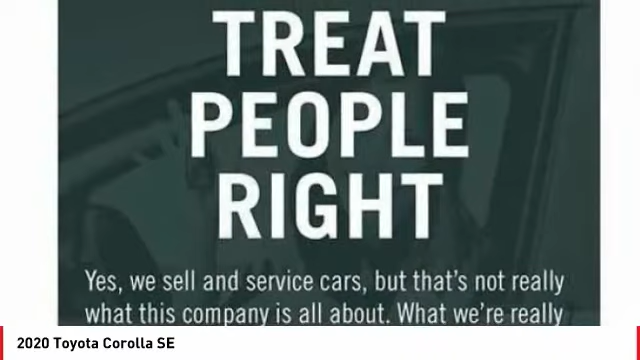 TREAT
PEOPLE
RIGHT
Yes, we sell and service cars, but that's not really
what this company is all about. What we're really
2020 Toyota Corolla SE